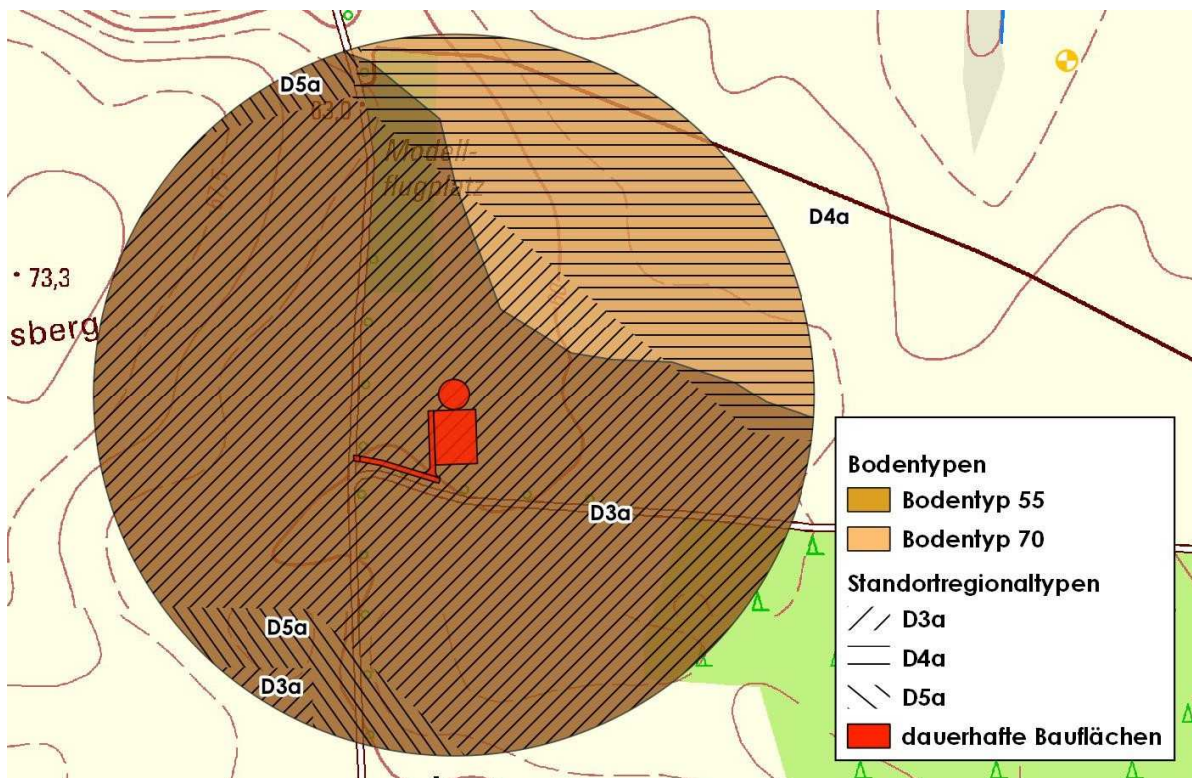 D5a
83,0
Modell-
flugplatz
D4a
73,3
sberg
D3a
D5a
D3a
Bodentypen
Bodentyp 55
Bodentyp 70
Standortregionaltypen
D3a
D4a
D5a
dauerhafte Bauflächen